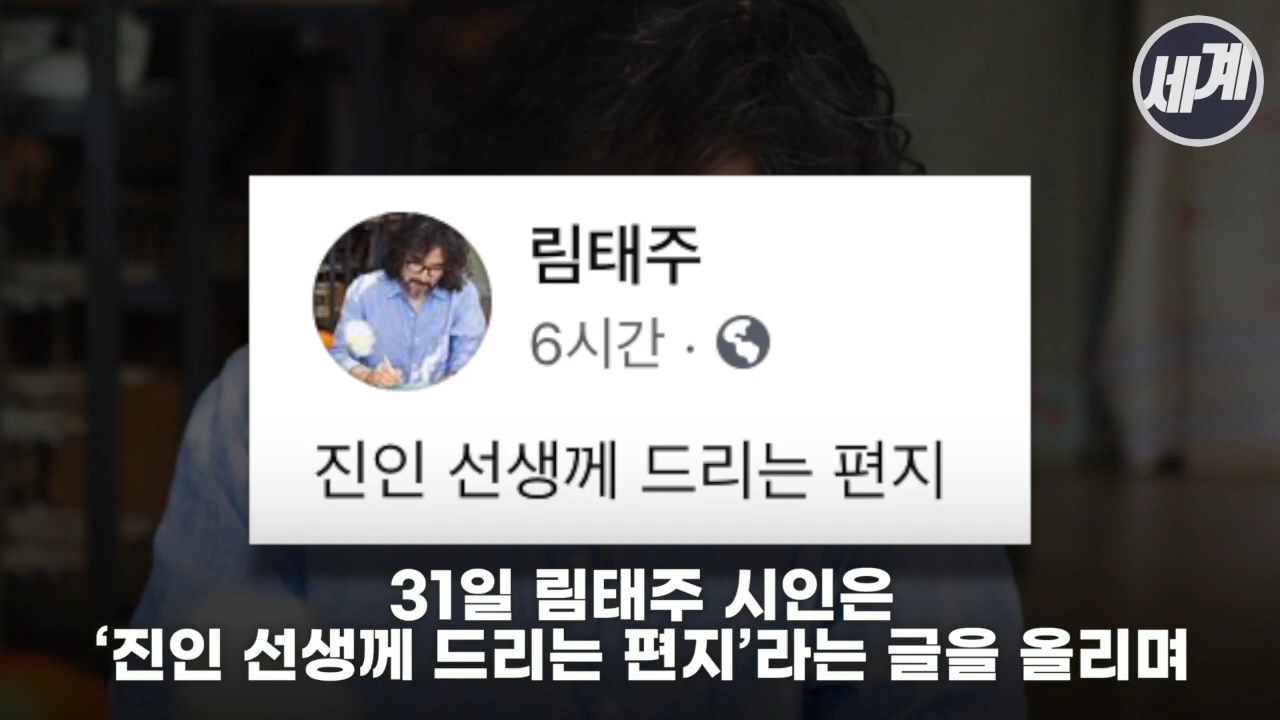 세계
림태주
6시간 ·
진인 선생께 드리는 편지
31일 림태주 시인은
‘진인 선생께 드리는 편지’라는 글을 올리며